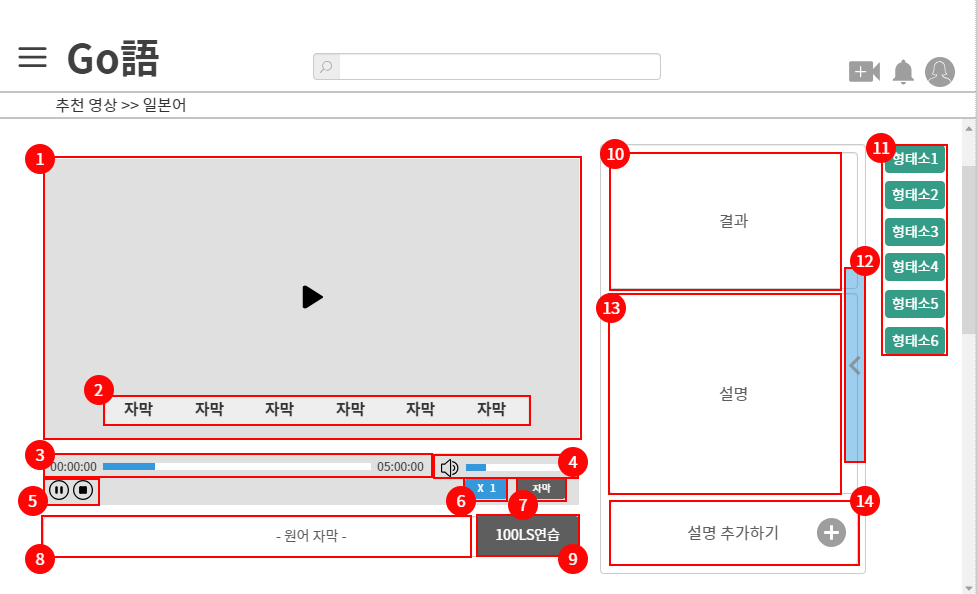 Go語
추천 영상 >> 일본어
1
2
자막 자막 자막 자막 자막 자막
3
00:00:00
05:00:00
4
5
6
X 1
7
자막
8
- 원어 자막 -
9
100LS연습
10
결과
11
형태소1
형태소2
형태소3
형태소4
형태소5
형태소6
12
13
설명
14
설명 추가하기